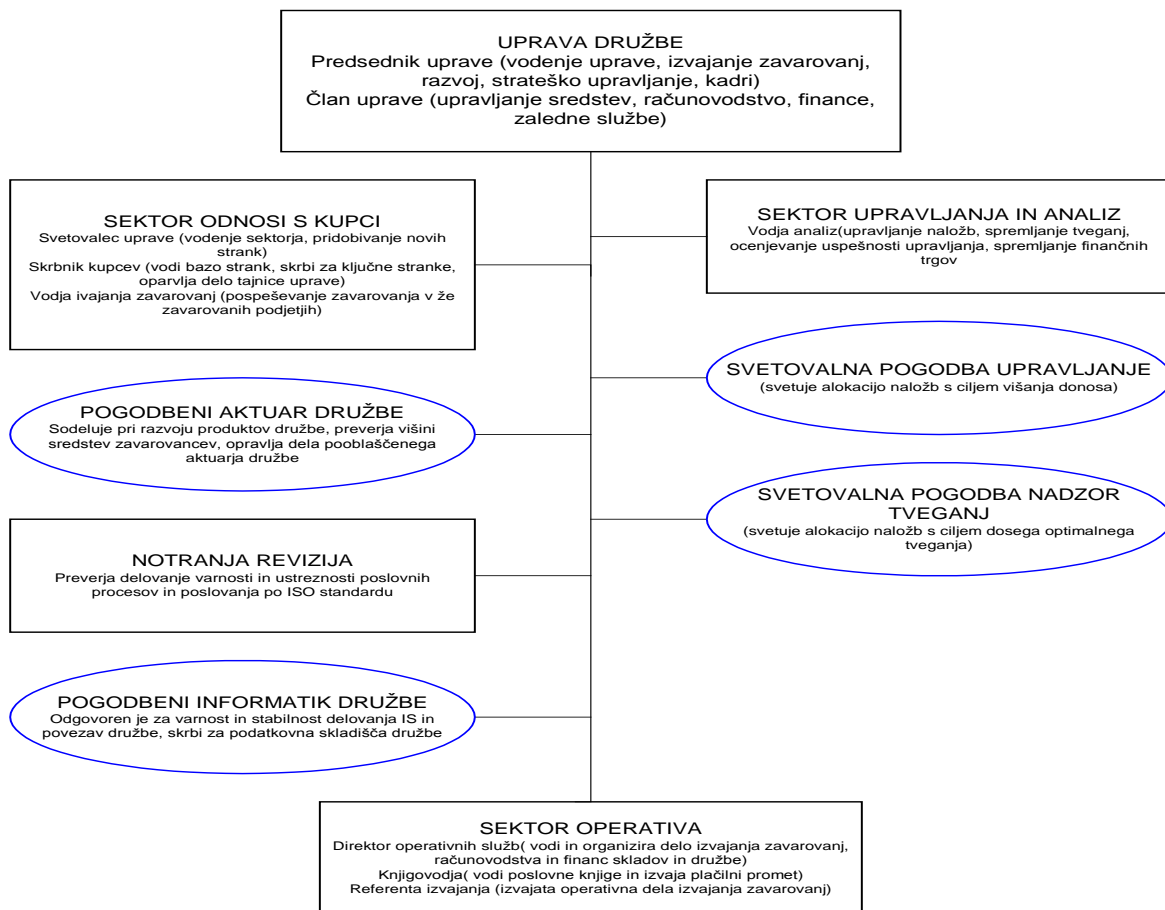 UPRAVA DRUŽBE
Predsednik uprave (vodenje uprave, izvajanje zavarovanj,
razvoj, strateško upravljanje, kadri)
Član uprave (upravljanje sredstev, računovodstvo, finance,
zaledne službe)
SEKTOR ODNOSI S KUPCI
Svetovalec uprave (vodenje sektorja, pridobivanje novih
strank)
Skrbnik kupcev (vodi bazo strank, skrbi za ključne stranke,
oparvlja delo tajnice uprave)
Vodja ivajanja zavarovanj (pospeševanje zavarovanja v že
zavarovanih podjetjih)
SEKTOR UPRAVLJANJA IN ANALIZ
Vodja analiz(upravljanje naložb, spremljanje tveganj,
ocenjevanje uspešnosti upravljanja, spremljanje finančnih
trgov
SVETOVALNA POGODBA UPRAVLJANJE
(svetuje alokacijo naložb s ciljem višanja donosa)
POGODBENI AKTUAR DRUŽBE
Sodeluje pri razvoju produktov družbe, preverja višini
sredstev zavarovancev, opravlja dela pooblaščenega
aktuarja družbe
SVETOVALNA POGODBA NADZOR
TVEGANJ
(svetuje alokacijo naložb s ciljem dosega optimalnega
tveganja)
NOTRANJA REVIZIJA
Preverja delovanje varnosti in ustreznosti poslovnih
procesov in poslovanja po ISO standardu
POGODBENI INFORMATIK DRUŽBE
Odgovoren je za varnost in stabilnost delovanja IS in
povezav družbe, skrbi za podatkovna skladišča družbe
SEKTOR OPERATIVA
Direktor operativnih služb( vodi in organizira delo izvajanja zavarovanj,
računovodstva in financ skladov in družbe)
Knjigovodja( vodi poslovne knjige in izvaja plačilni promet)
Referenta izvajanja (izvajata operativna dela izvajanja zavarovanj)